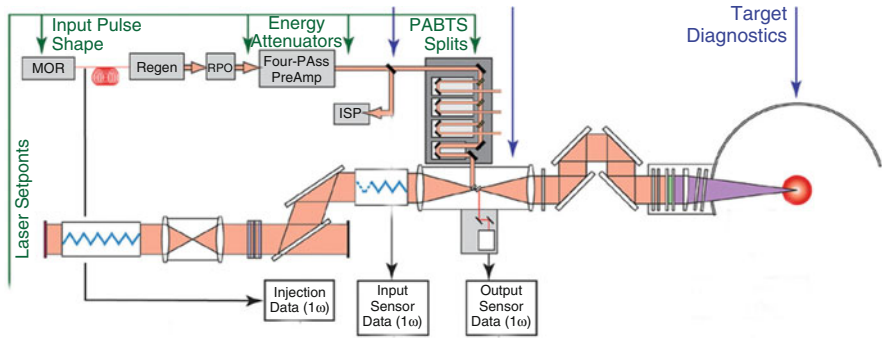 Input Pulse
Shape
Energy
Attenuators
PABTS
Splits
Target
Diagnostics
MOR
Regen
RPO
Four-PAss
PreAmp
ISP
Laser Setponts
Injection
Data (1ω)
Input
Sensor
Data (1ω)
Output
Sensor
Data (1ω)